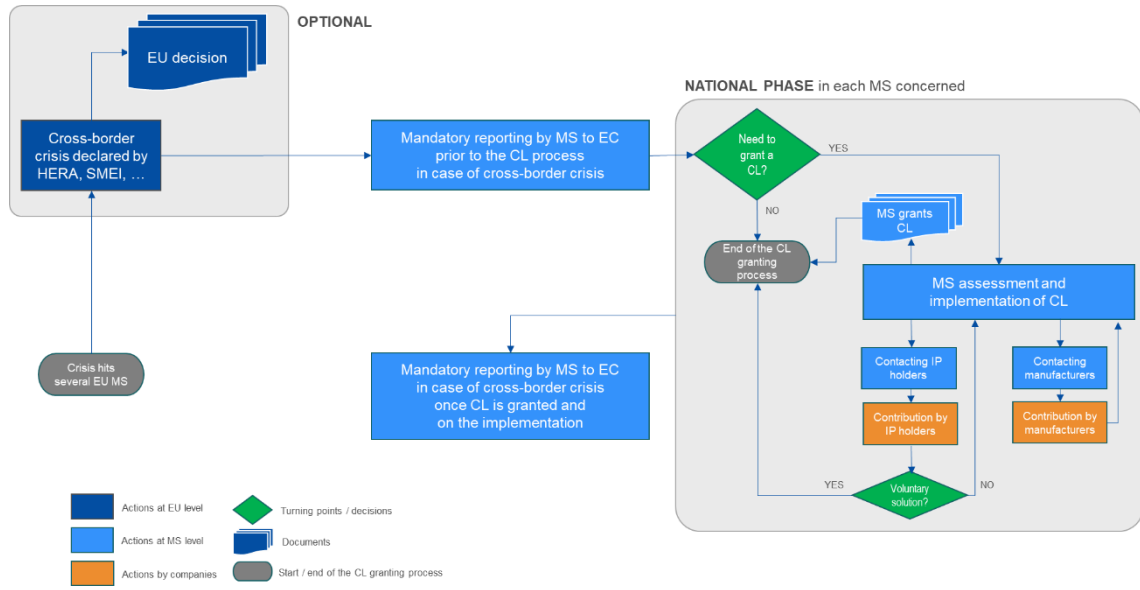 OPTIONAL
EU decision
Cross-border
crisis declared by
HERA, SMEI, …
Crisis hits
several EU MS
Mandatory reporting by MS to EC
prior to the CL process
in case of cross-border crisis
Mandatory reporting by MS to EC
in case of cross-border crisis
once CL is granted and
on the implementation
NATIONAL PHASE in each MS concerned
Need to
grant a
CL?
YES
NO
MS grants
CL
End of the CL
granting
process
MS assessment and
implementation of CL
Contacting IP
holders
Contacting
manufacturers
Contribution by
IP holders
Contribution by
manufacturers
YES
Voluntary
solution?
NO
Actions at EU level
Turning points / decisions
Actions at MS level
Documents
Actions by companies
Start / end of the CL granting process